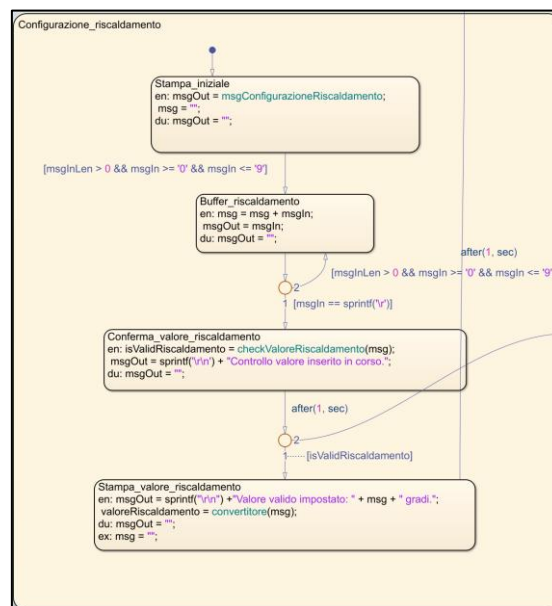 Configurazione_riscaldamento
Stampa_iniziale
en: msgOut = msgConfigurazioneRiscaldamento;
msg = "";
du: msgOut = "";
[msgInLen > 0 && msgIn >= '0' && msgIn <= '9']
Buffer_riscaldamento
en: msg = msg + msgIn;
msgOut = msgIn;
du: msgOut = "";
after(1, sec)
[msgInLen > 0 && msgIn >= '0' && msgIn <= '9'
2
1 [msgIn == sprintf('\r')]
Conferma_valore_riscaldamento
en: isValidRiscaldamento = checkValoreRiscaldamento(msg);
msgOut = sprintf('\r\n') + "Controllo valore inserito in corso.";
du: msgOut = "";
after(1, sec)
2
1 [isValidRiscaldamento]
Stampa_valore_riscaldamento
en: msgOut = sprintf("\r\n") +"Valore valido impostato: " + msg + " gradi.";
valoreRiscaldamento = convertitore(msg);
du: msgOut = "";
ex: msg = "";